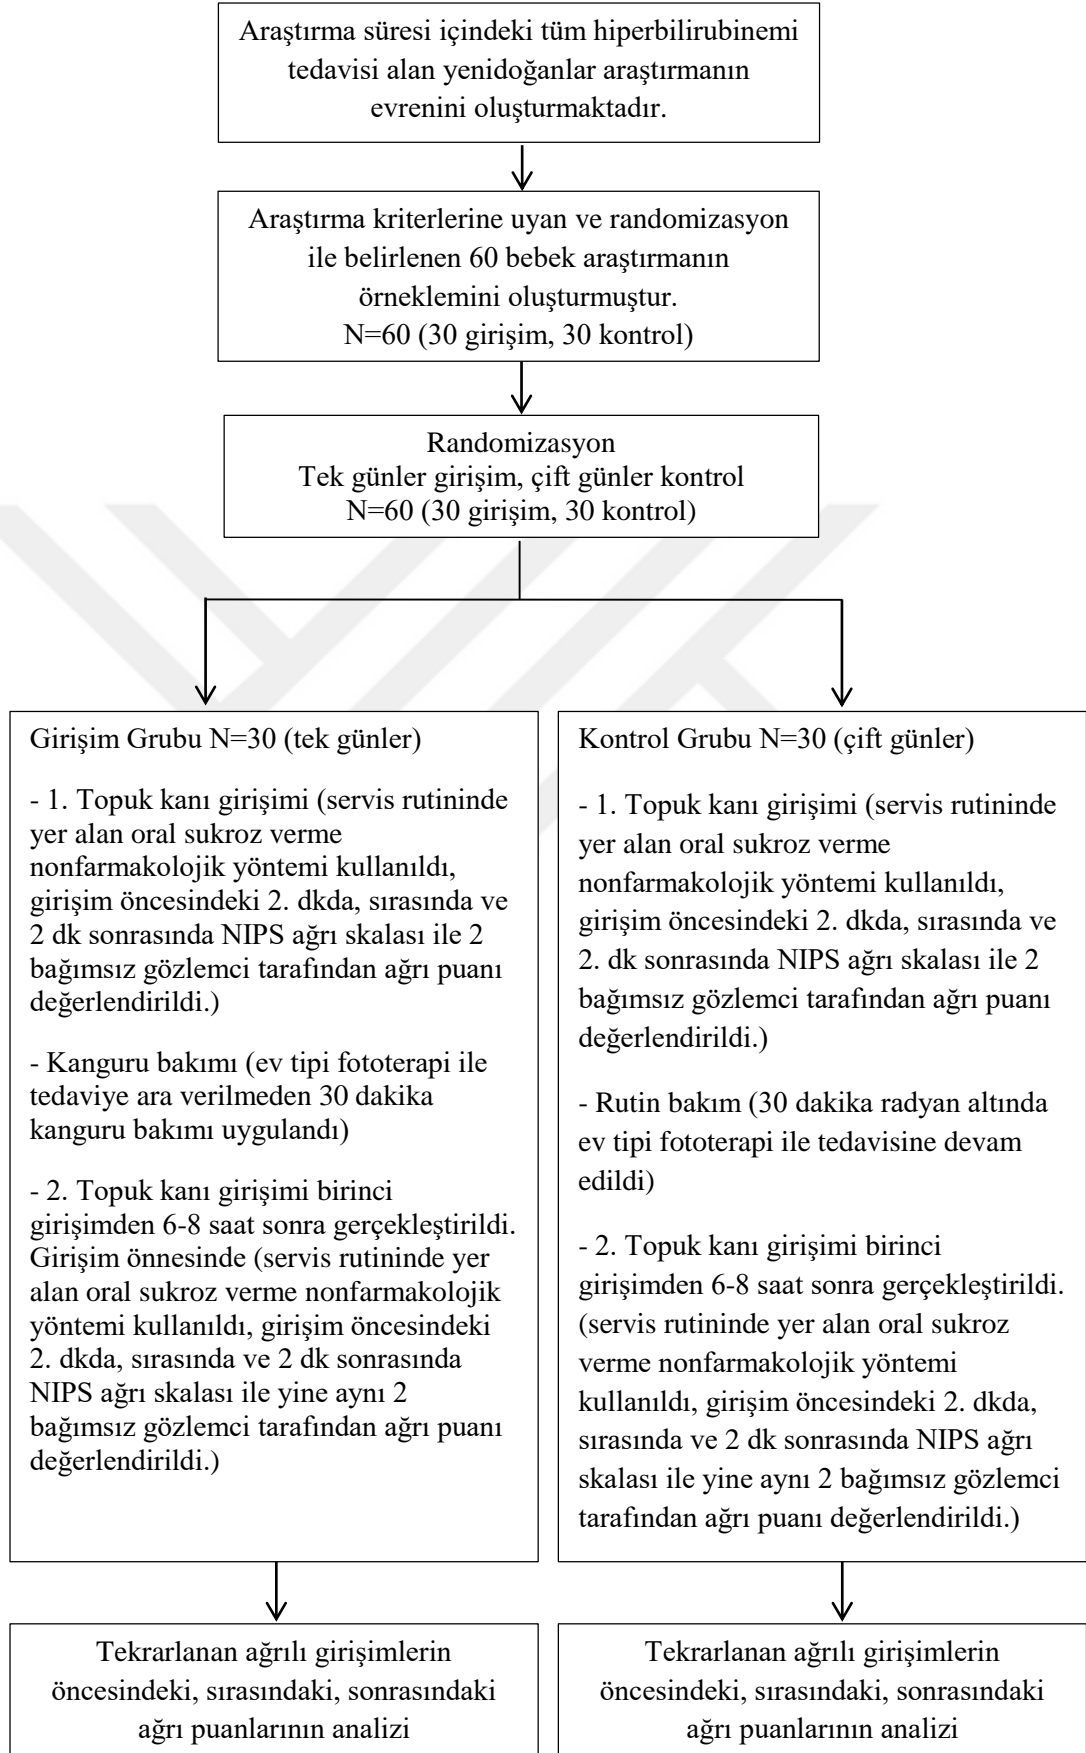 Araştırma süresi içindeki tüm hiperbilirubinemi
tedavisi alan yenidoğanlar araştırmanın
evrenini oluşturmaktadır.
Araştırma kriterlerine uyan ve randomizasyon
ile belirlenen 60 bebek araştırmanın
örneklemini oluşturmuştur.
N=60 (30 girişim, 30 kontrol)
Randomizasyon
Tek günler girişim, çift günler kontrol
N=60 (30 girişim, 30 kontrol)
Girişim Grubu N=30 (tek günler)
- 1. Topuk kanı girişimi (servis rutininde
yer alan oral sukroz verme
nonfarmakolojik yöntemi kullanıldı,
girişim öncesindeki 2. dkda, sırasında ve
2 dk sonrasında NIPS ağrı skalası ile 2
bağımsız gözlemci tarafından ağrı puanı
değerlendirildi.)
- Kanguru bakımı (ev tipi fototerapi ile
tedaviye ara verilmeden 30 dakika
kanguru bakımı uygulandı)
- 2. Topuk kanı girişimi birinci
girişimden 6-8 saat sonra gerçekleştirildi.
Girişim önnesinde (servis rutininde yer
alan oral sukroz verme nonfarmakolojik
yöntemi kullanıldı, girişim öncesindeki
2. dkda, sırasında ve 2 dk sonrasında
NIPS ağrı skalası ile yine aynı 2
bağımsız gözlemci tarafından ağrı puanı
değerlendirildi.)
Kontrol Grubu N=30 (çift günler)
- 1. Topuk kanı girişimi (servis rutininde
yer alan oral sukroz verme
nonfarmakolojik yöntemi kullanıldı,
girişim öncesindeki 2. dkda, sırasında ve
2. dk sonrasında NIPS ağrı skalası ile 2
bağımsız gözlemci tarafından ağrı puanı
değerlendirildi.)
- Rutin bakım (30 dakika radyan altında
ev tipi fototerapi ile tedavisine devam
edildi)
- 2. Topuk kanı girişimi birinci
girişimden 6-8 saat sonra gerçekleştirildi.
(servis rutininde yer alan oral sukroz
verme nonfarmakolojik yöntemi
kullanıldı, girişim öncesindeki 2. dkda,
sırasında ve 2 dk sonrasında NIPS ağrı
skalası ile yine aynı 2 bağımsız gözlemci
tarafından ağrı puanı değerlendirildi.)
Tekrarlanan ağrılı girişimlerin
öncesindeki, sırasındaki, sonrasındaki
ağrı puanlarının analizi
Tekrarlanan ağrılı girişimlerin
öncesindeki, sırasındaki, sonrasındaki
ağrı puanlarının analizi